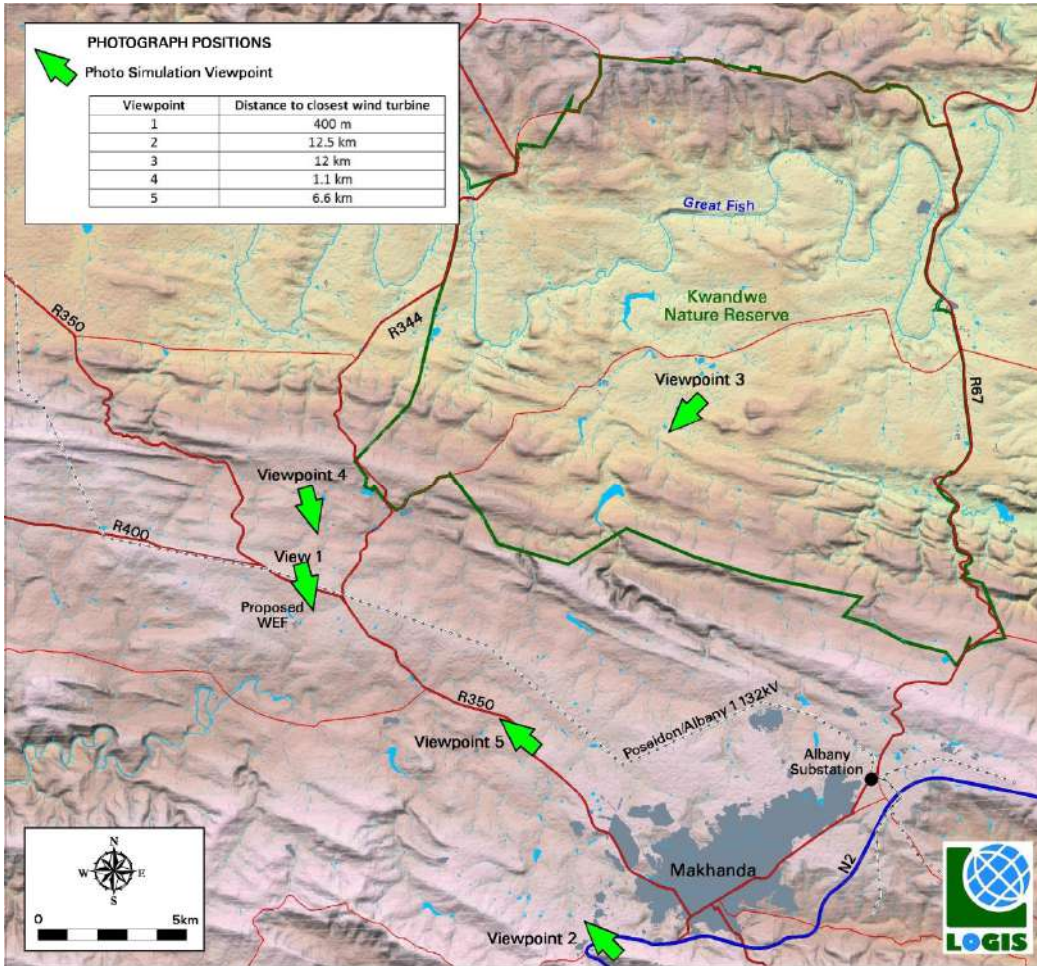 PHOTOGRAPH POSITIONS
Photo Simulation Viewpoint
Viewpoint Distance to closest wind turbine
1 400 m
2 12.5 km
3 12 km
4 1.1 km
5 6.6 km
Great Fish
Kwandwe
Nature Reserve
R350
R344
R67
Viewpoint 3
Viewpoint 4
R400
View 1
Proposed
WEF
R350
Viewpoint 5
Poseidon/Albany 1 132kV
Albany
Substation
Makhanda
N2
Viewpoint 2
N
W E
S
0 5km
LOGIS